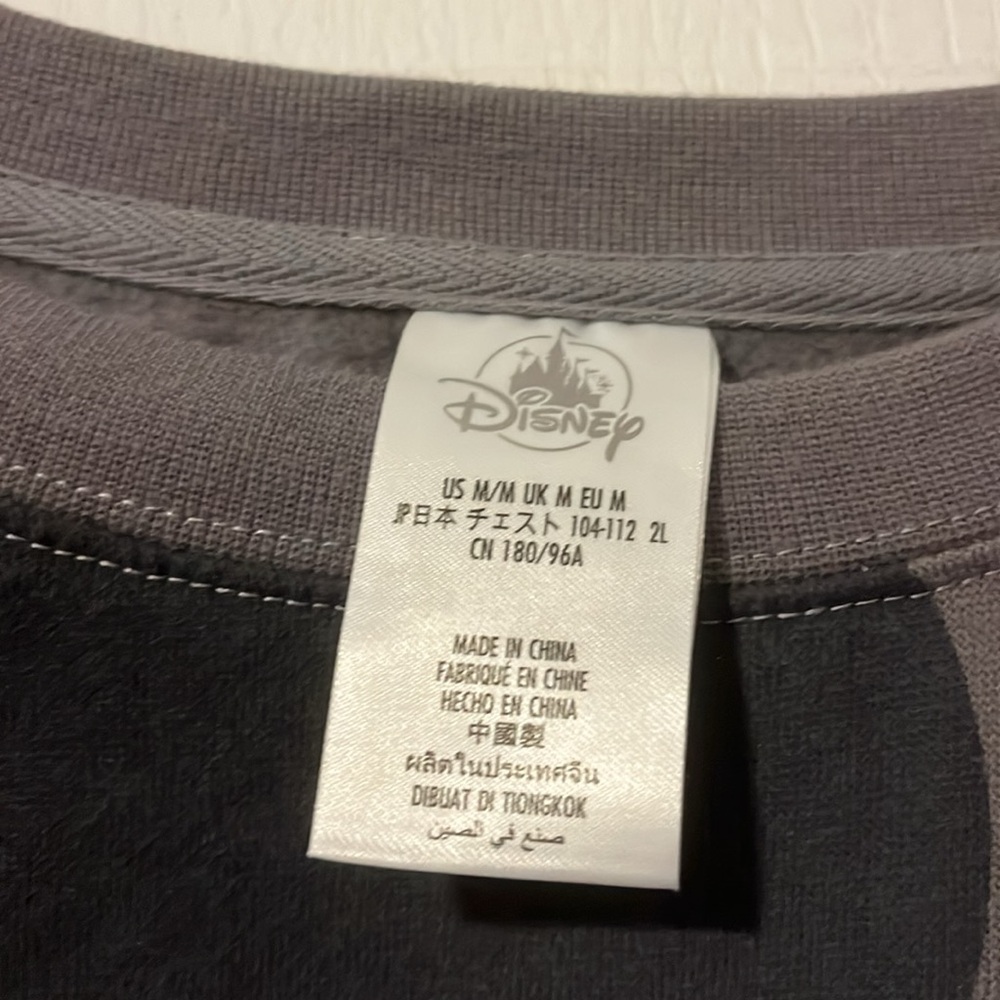 Disney
US M/M UK M EU M
JP日本 チェスト 104-112 2L
CN 180/96A
MADE IN CHINA
FABRIQUÉ EN CHINE
HECHO EN CHINA
中國製
ผลิตในประเทศจีน
DIBUAT DI TIONGKOK
صنع في الصين